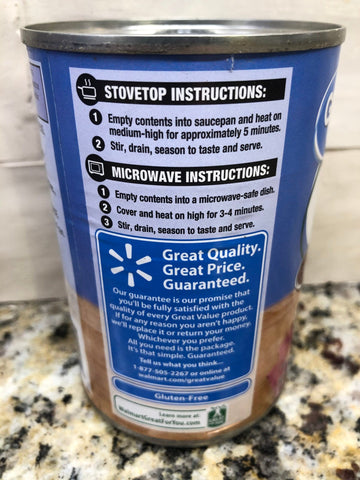 STOVETOP INSTRUCTIONS:
1 Empty contents into saucepan and heat on
medium-high for approximately 5 minutes.
2 Stir, drain, season to taste and serve.
MICROWAVE INSTRUCTIONS:
1 Empty contents into a microwave-safe dish.
2 Cover and heat on high for 3-4 minutes.
3 Stir, drain, season to taste and serve.
Great Quality.
Great Price.
Guaranteed.
Our guarantee is our promise that
you'll be fully satisfied with the
quality of every Great Value product.
If for any reason you aren't happy,
we'll replace it or return your money.
Whichever you prefer.
All you need is the package.
It's that simple. Guaranteed.
Tell us what you think...
1-877-505-2267 or online at
walmart.com/greatvalue
Gluten-Free
Learn more at:
WalmartGreatForYou.com